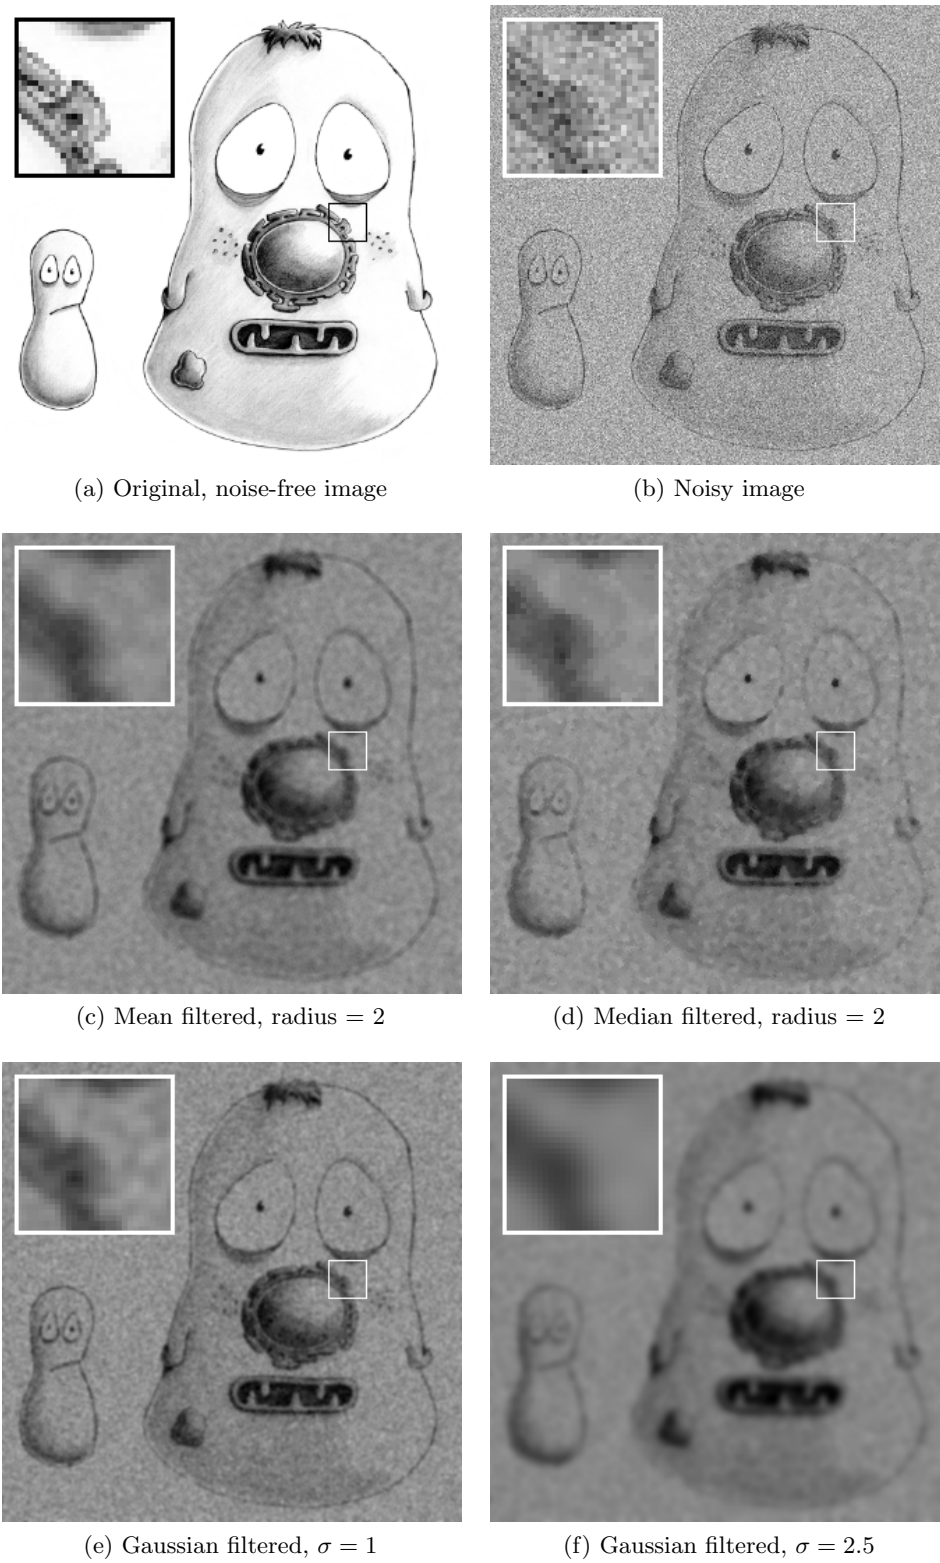 (a) Original, noise-free image
(b) Noisy image
(c) Mean filtered, radius = 2
(d) Median filtered, radius = 2
(e) Gaussian filtered, σ = 1
(f) Gaussian filtered, σ = 2.5